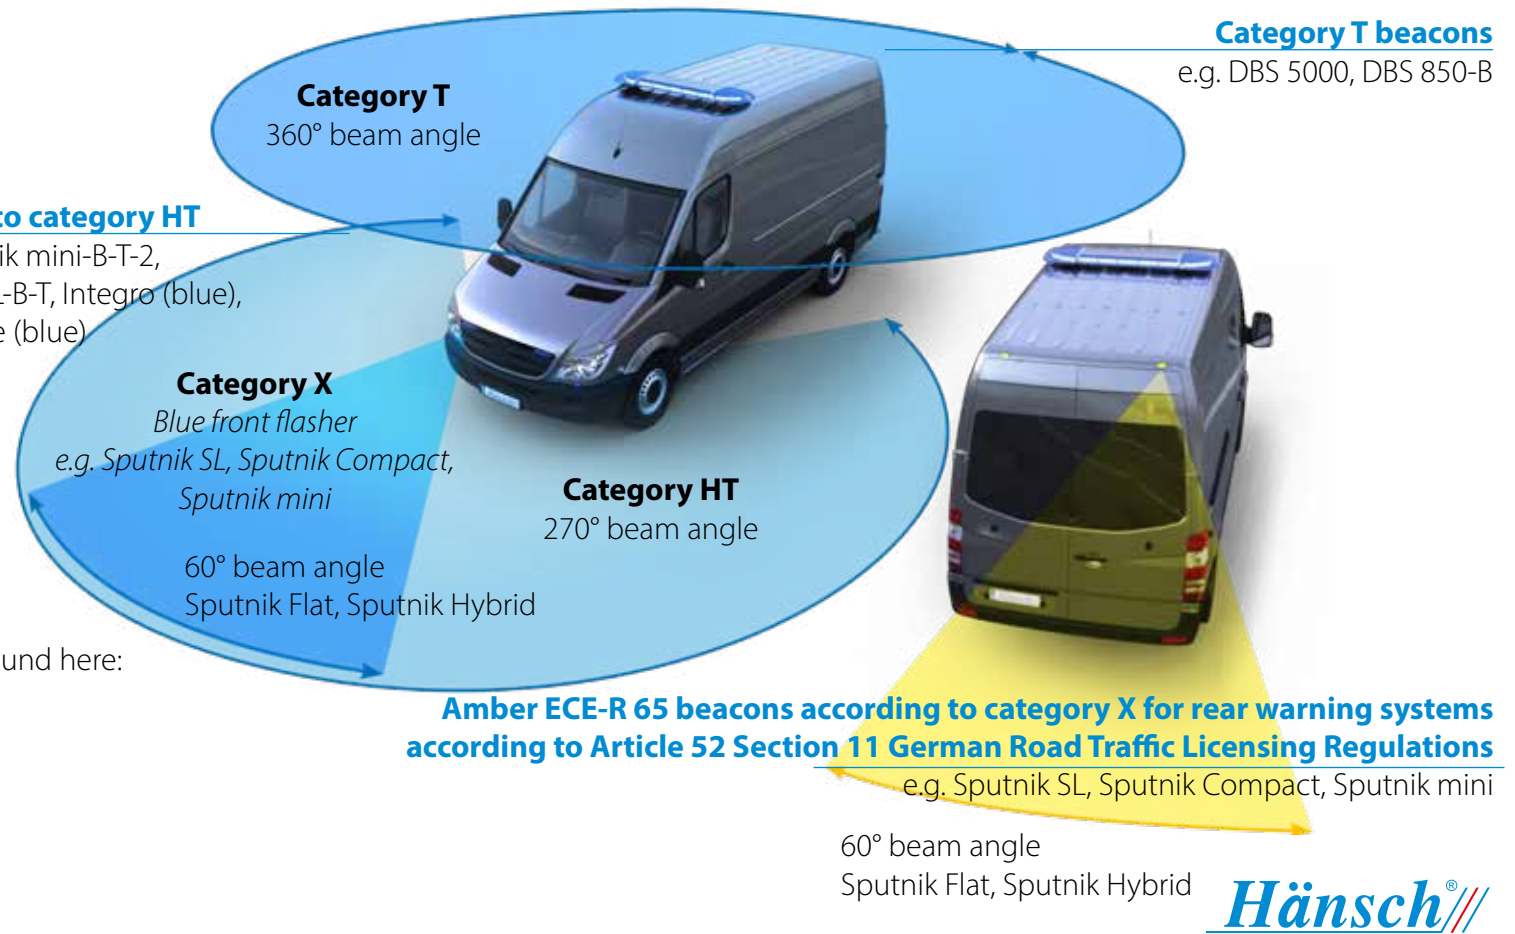 Category T beacons
e.g. DBS 5000, DBS 850-B
Category T
360° beam angle
to category HT
ik mini-B-T-2,
-B-T, Integro (blue),
e (blue)
Category X
Blue front flasher
e.g. Sputnik SL, Sputnik Compact,
Sputnik mini
60° beam angle
Sputnik Flat, Sputnik Hybrid
Category HT
270° beam angle
und here:
Amber ECE-R 65 beacons according to category X for rear warning systems
according to Article 52 Section 11 German Road Traffic Licensing Regulations
e.g. Sputnik SL, Sputnik Compact, Sputnik mini
60° beam angle
Sputnik Flat, Sputnik Hybrid
Hänsch®